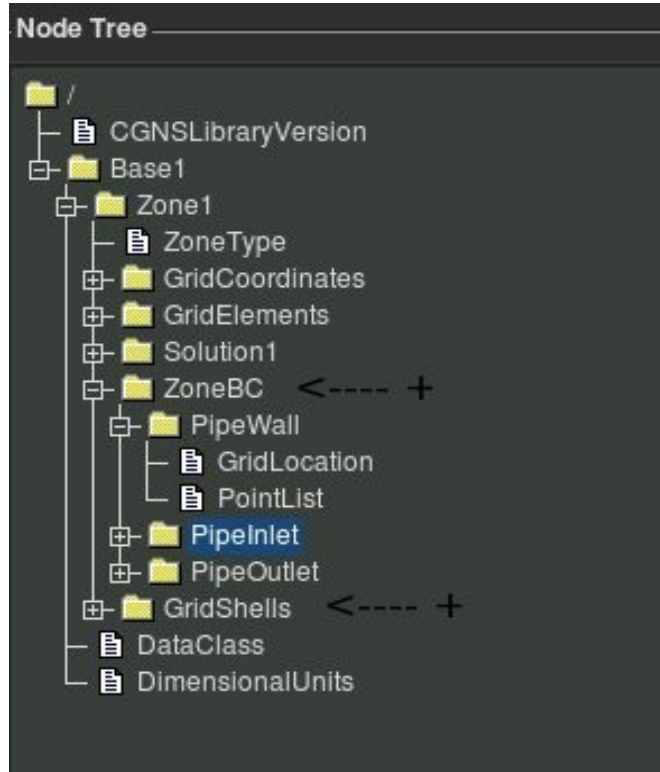 Node Tree
/
CGNSLibraryVersion
Base1
Zone1
ZoneType
GridCoordinates
GridElements
Solution1
ZoneBC <---- +
PipeWall
GridLocation
PointList
PipeInlet
PipeOutlet
GridShells <---- +
DataClass
DimensionalUnits